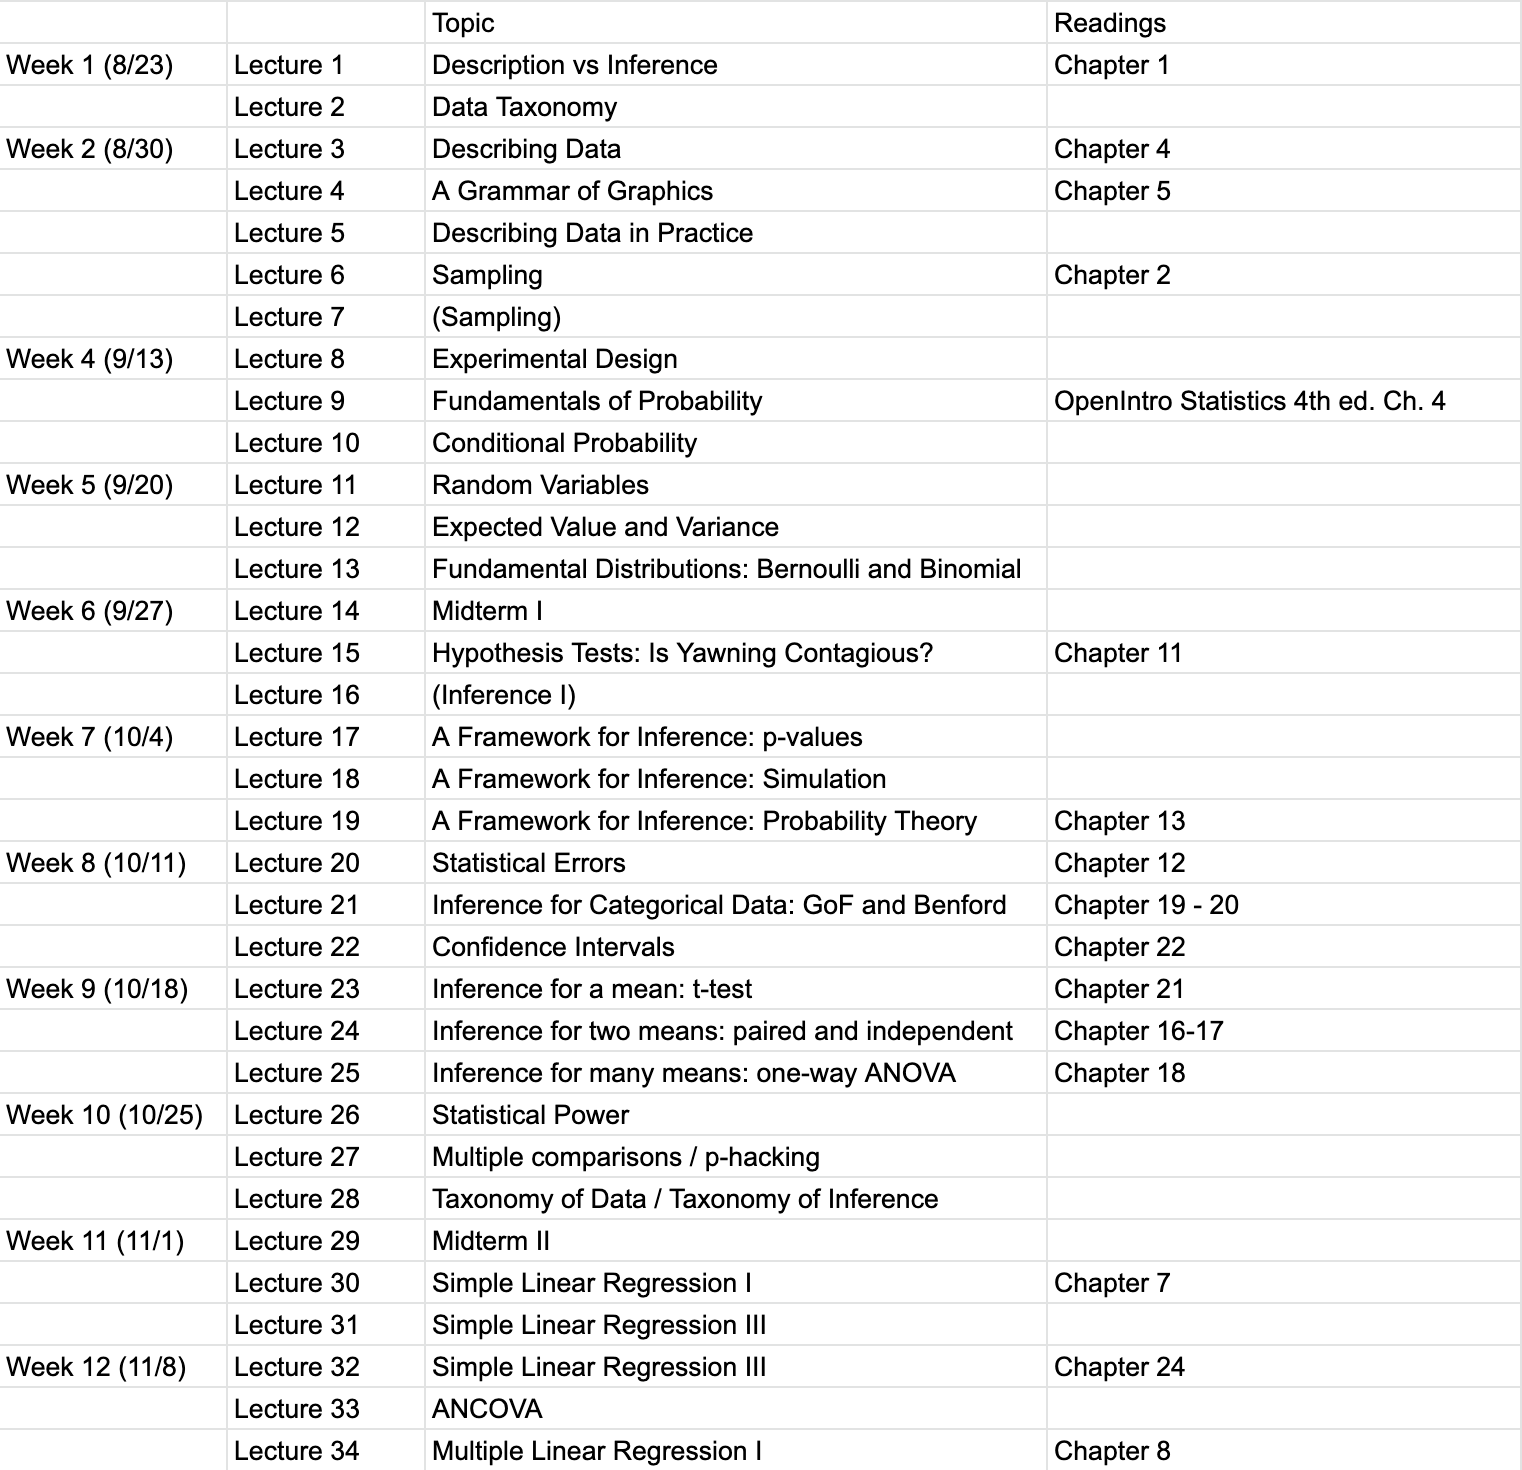 Topic Readings
Week 1 (8/23) Lecture 1 Description vs Inference Chapter 1
Lecture 2 Data Taxonomy
Week 2 (8/30) Lecture 3 Describing Data Chapter 4
Lecture 4 A Grammar of Graphics Chapter 5
Lecture 5 Describing Data in Practice
Lecture 6 Sampling Chapter 2
Lecture 7 (Sampling)
Week 4 (9/13) Lecture 8 Experimental Design
Lecture 9 Fundamentals of Probability OpenIntro Statistics 4th ed. Ch. 4
Lecture 10 Conditional Probability
Week 5 (9/20) Lecture 11 Random Variables
Lecture 12 Expected Value and Variance
Lecture 13 Fundamental Distributions: Bernoulli and Binomial
Week 6 (9/27) Lecture 14 Midterm I
Lecture 15 Hypothesis Tests: Is Yawning Contagious? Chapter 11
Lecture 16 (Inference I)
Week 7 (10/4) Lecture 17 A Framework for Inference: p-values
Lecture 18 A Framework for Inference: Simulation
Lecture 19 A Framework for Inference: Probability Theory Chapter 13
Week 8 (10/11) Lecture 20 Statistical Errors Chapter 12
Lecture 21 Inference for Categorical Data: GoF and Benford Chapter 19 - 20
Lecture 22 Confidence Intervals Chapter 22
Week 9 (10/18) Lecture 23 Inference for a mean: t-test Chapter 21
Lecture 24 Inference for two means: paired and independent Chapter 16-17
Lecture 25 Inference for many means: one-way ANOVA Chapter 18
Week 10 (10/25) Lecture 26 Statistical Power
Lecture 27 Multiple comparisons / p-hacking
Lecture 28 Taxonomy of Data / Taxonomy of Inference
Week 11 (11/1) Lecture 29 Midterm II
Lecture 30 Simple Linear Regression I Chapter 7
Lecture 31 Simple Linear Regression III
Week 12 (11/8) Lecture 32 Simple Linear Regression III Chapter 24
Lecture 33 ANCOVA
Lecture 34 Multiple Linear Regression I Chapter 8